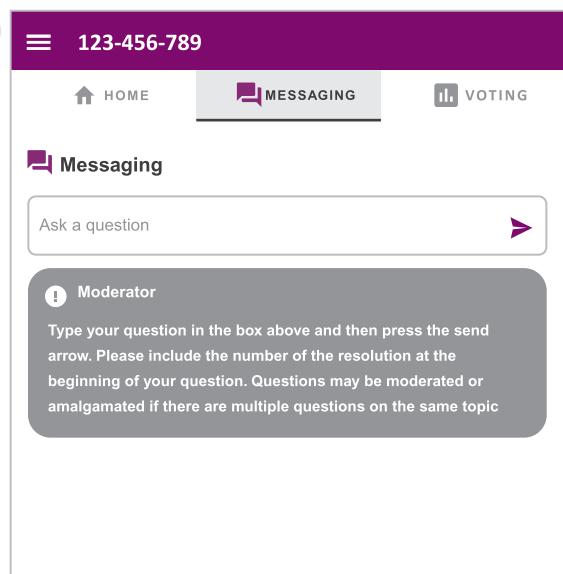 123-456-789
HOME
MESSAGING
VOTING
Messaging
Ask a question
Moderator
Type your question in the box above and then press the send
arrow. Please include the number of the resolution at the
beginning of your question. Questions may be moderated or
amalgamated if there are multiple questions on the same topic